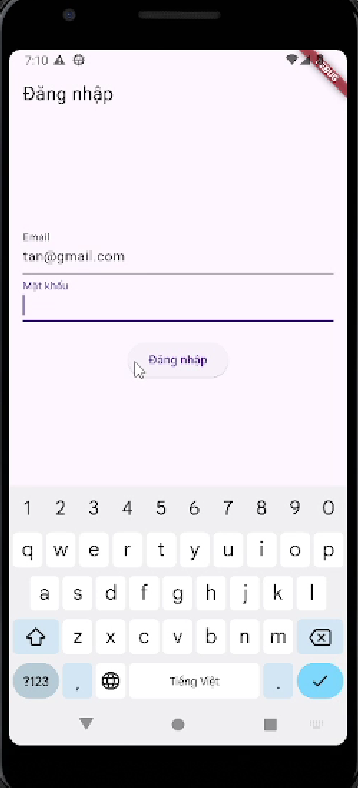 7:10
DEBUG
Đăng nhập
Email
tan@gmail.com
Mật khẩu
Đăng nhập
1 2 3 4 5 6 7 8 9 0
q w e r t y u i o p
a s d f g h j k l
z x c v b n m
?123 , Tiếng Việt .